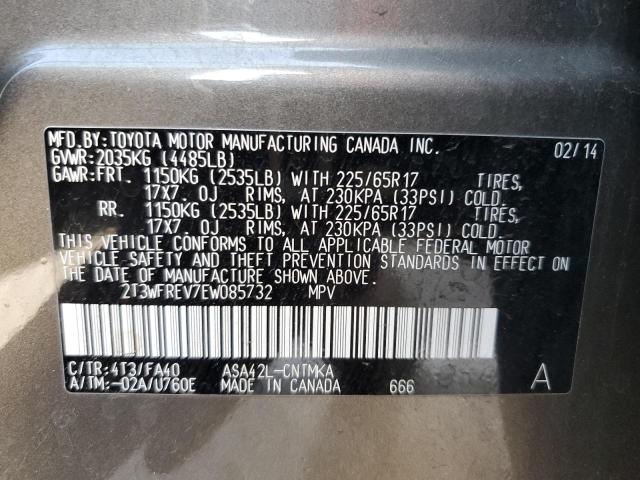 MFD.BY:TOYOTA MOTOR MANUFACTURING CANADA INC. 02/14
GVWR:2035KG (4485LB)
GAWR:FRT. 1150KG (2535LB) WITH 225/65R17 TIRES,
17X7.0J RIMS, AT 230KPA (33PSI) COLD.
RR. 1150KG (2535LB) WITH 225/65R17 TIRES,
17X7.0J RIMS, AT 230KPA (33PSI) COLD.
THIS VEHICLE CONFORMS TO ALL APPLICABLE FEDERAL MOTOR
VEHICLE SAFETY AND THEFT PREVENTION STANDARDS IN EFFECT ON
THE DATE OF MANUFACTURE SHOWN ABOVE.
2T3WFREV7EW085732 MPV
C/TR:4T3/FA40 ASA42L-CNTMKA
A/TM:-02A/U760E MADE IN CANADA 666 A